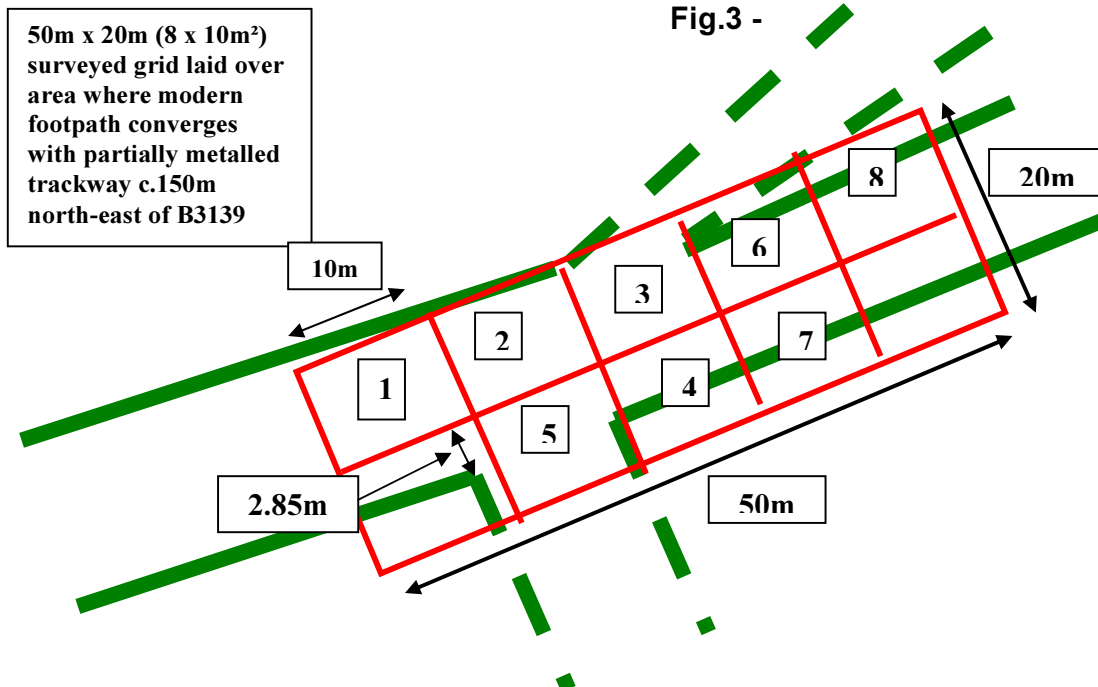 Fig.3 -
50m x 20m (8 x 10m²)
surveyed grid laid over
area where modern
footpath converges
with partially metalled
trackway c.150m
north-east of B3139
10m
20m
8
6
3
2
7
1
4
5
2.85m
50m